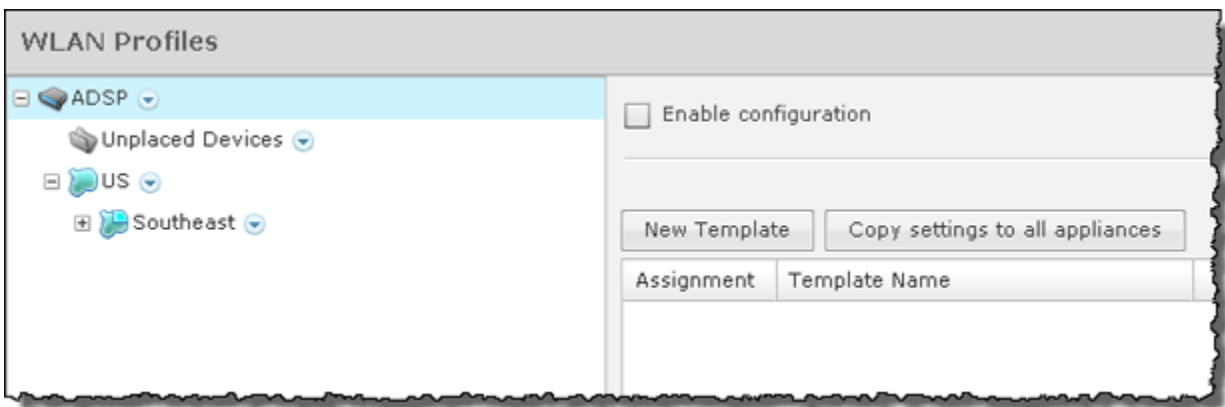 WLAN Profiles
ADSP
Unplaced Devices
US
Southeast
Enable configuration
New Template
Copy settings to all appliances
Assignment
Template Name